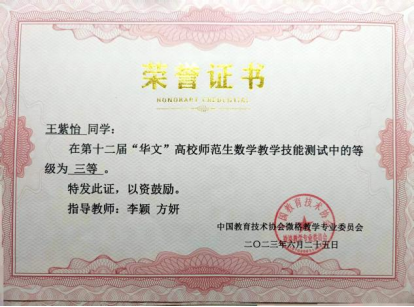 荣誉证书
王紫怡 同学：
在第十二届“华文”高校师范生数学教学技能测试中的等
级为 三等 。
特发此证，以资鼓励。
指导教师：李颖 方妍
中国教育技术协会微格教学专业委员会
二〇二三年六月二十五日